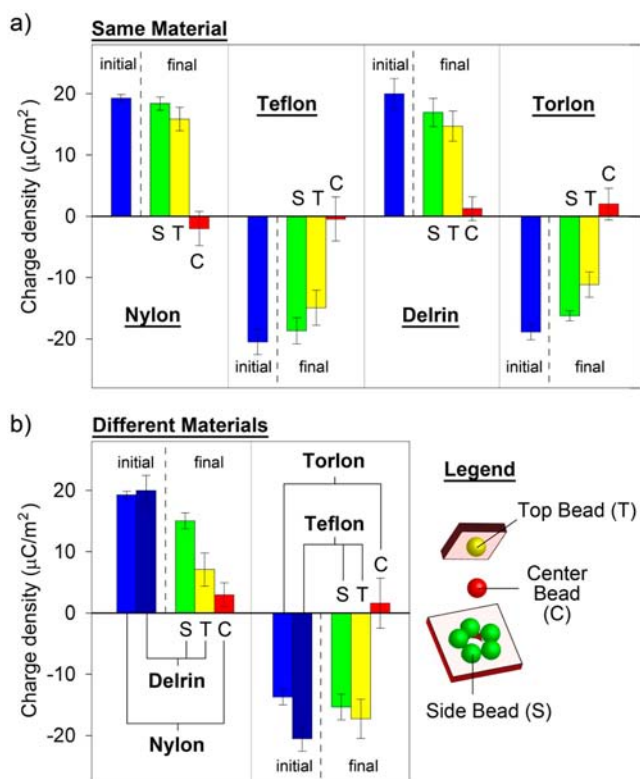 a) Same Material
initial final
Teflon
initial final
Torlon
C
S T
C
S T
Charge density (µC/m²)
20
10
0
-10
-20
S T
C
S T C
Nylon
Delrin
initial final
initial final
b) Different Materials
initial final
Torlon
Teflon
C
S T
Charge density (µC/m²)
20
10
0
-10
-20
S T C
Delrin
Nylon
initial final
Legend
Top Bead (T)
Center
Bead
(C)
Side Bead (S)